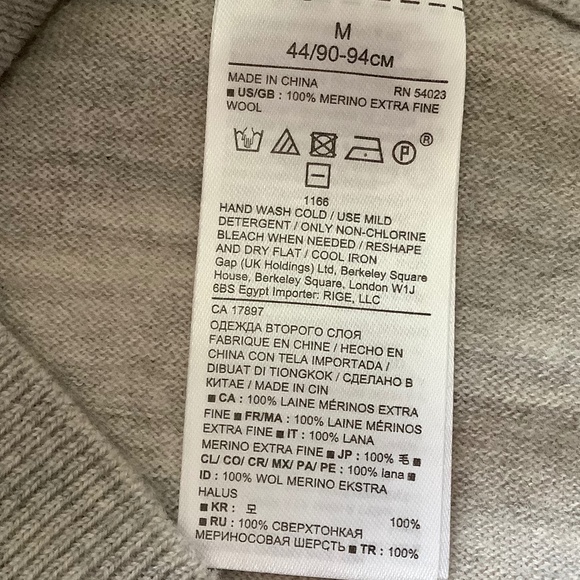 M
44/90-94см
MADE IN CHINA RN 54023
■ US/GB : 100% MERINO EXTRA FINE
WOOL
P ®
1166
HAND WASH COLD / USE MILD
DETERGENT / ONLY NON-CHLORINE
BLEACH WHEN NEEDED / RESHAPE
AND DRY FLAT / COOL IRON
Gap (UK Holdings) Ltd, Berkeley Square
House, Berkeley Square, London W1J
6BS Egypt Importer: RIGE, LLC
CA 17897
ОДЕЖДА ВТОРОГО СЛОЯ
FABRIQUE EN CHINE / HECHO EN
CHINA CON TELA IMPORTADA /
DIBUAT DI TIONGKOK / СДЕЛАНО В
КИТАЕ / MADE IN CIN
■ CA : 100% LAINE MÉRINOS EXTRA
FINE ■ FR/MA : 100% LAINE MÉRINOS
EXTRA FINE ■ IT : 100% LANA
MERINO EXTRA FINE ■ JP : 100% 毛 ■
CL/ CO/ CR/ MX/ PA/ PE : 100% lana ■
ID : 100% WOL MERINO EKSTRA
HALUS
■ KR : 모 100%
■ RU : 100% СВЕРХТОНКАЯ
МЕРИНОСОВАЯ ШЕРСТЬ ■ TR : 100%